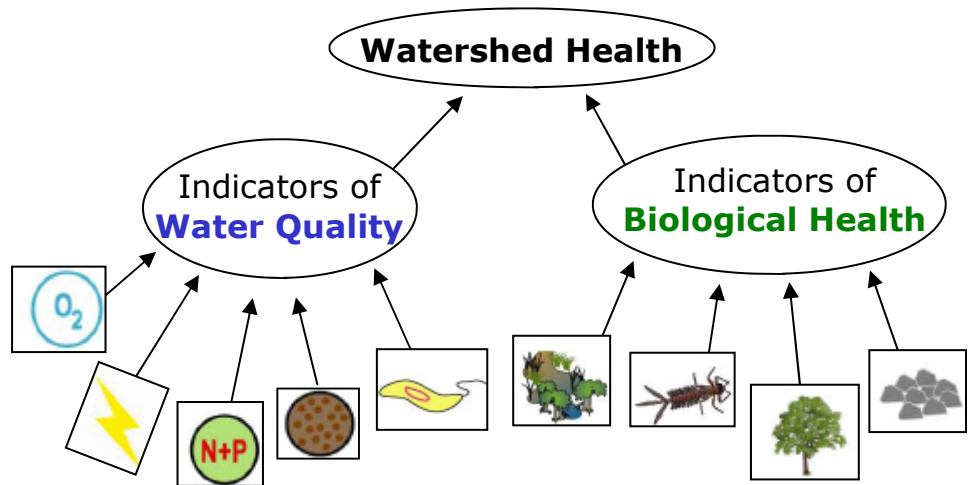 Watershed Health
Indicators of
Water Quality
Indicators of
Biological Health
O₂
N+P